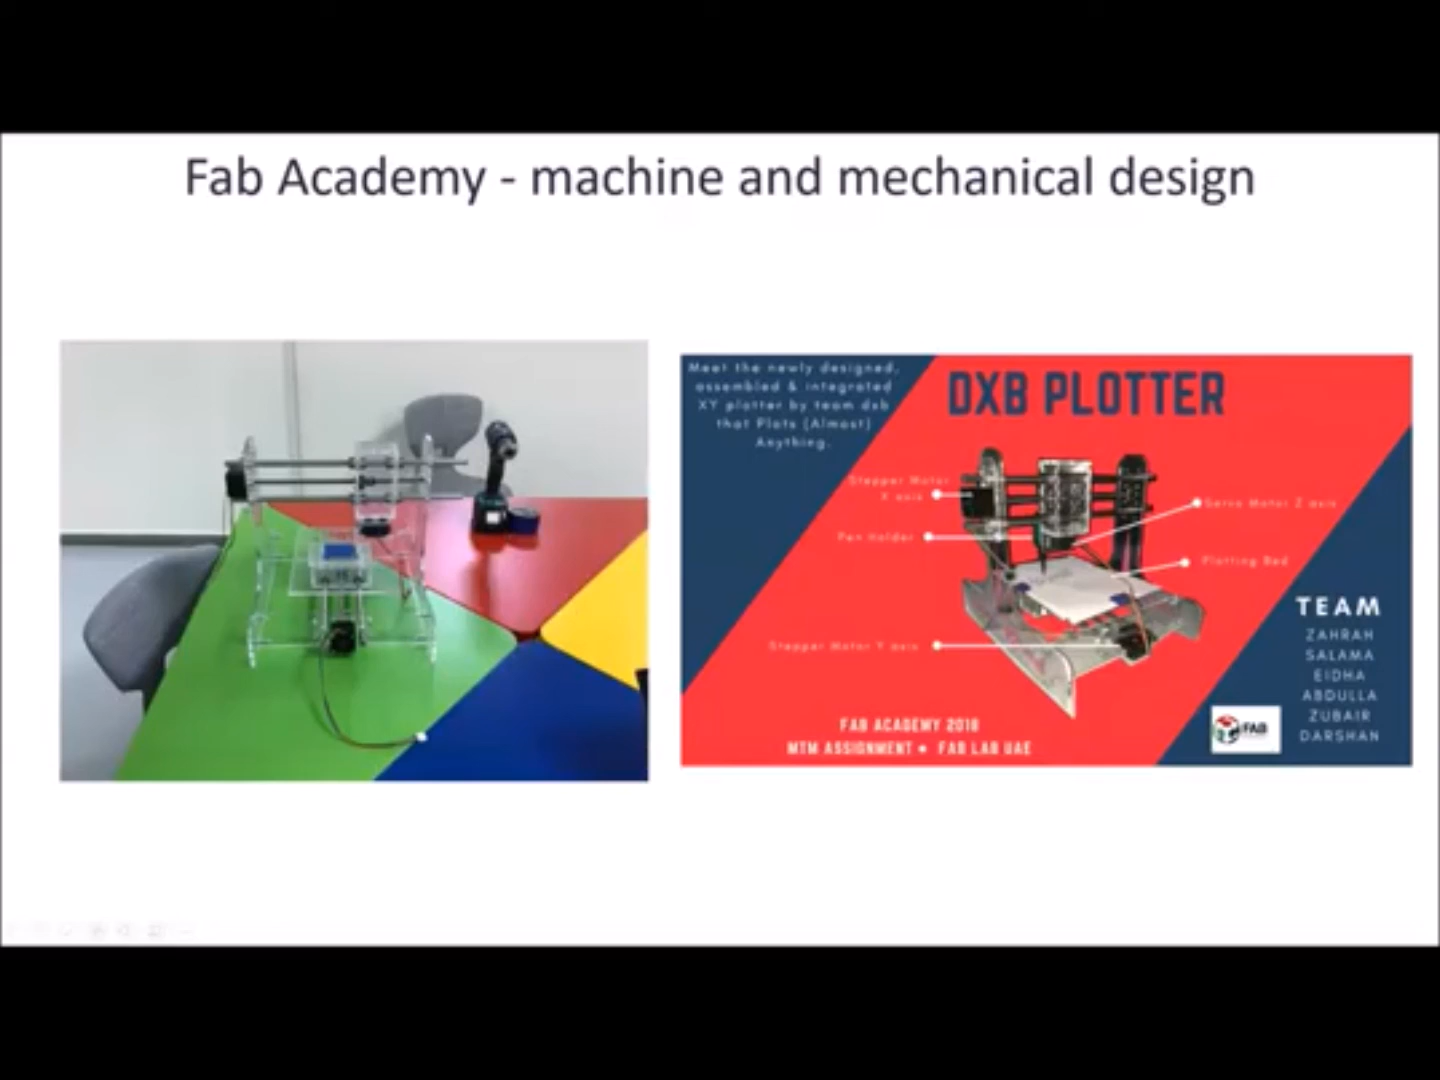 Fab Academy - machine and mechanical design
Meet the newly designed,
assembled & integrated
XY plotter by team dxb
that Plots (Almost)
Anything.
DXB PLOTTER
Stepper Motor
X axis
Servo Motor Z axis
Pen Holder
Plotting Bed
Stepper Motor Y axis
TEAM
ZAHRAH
SALAMA
EIDHA
ABDULLA
ZUBAIR
DARSHAN
FAB
FAB ACADEMY 2018
MTM ASSIGNMENT • FAB LAB UAE